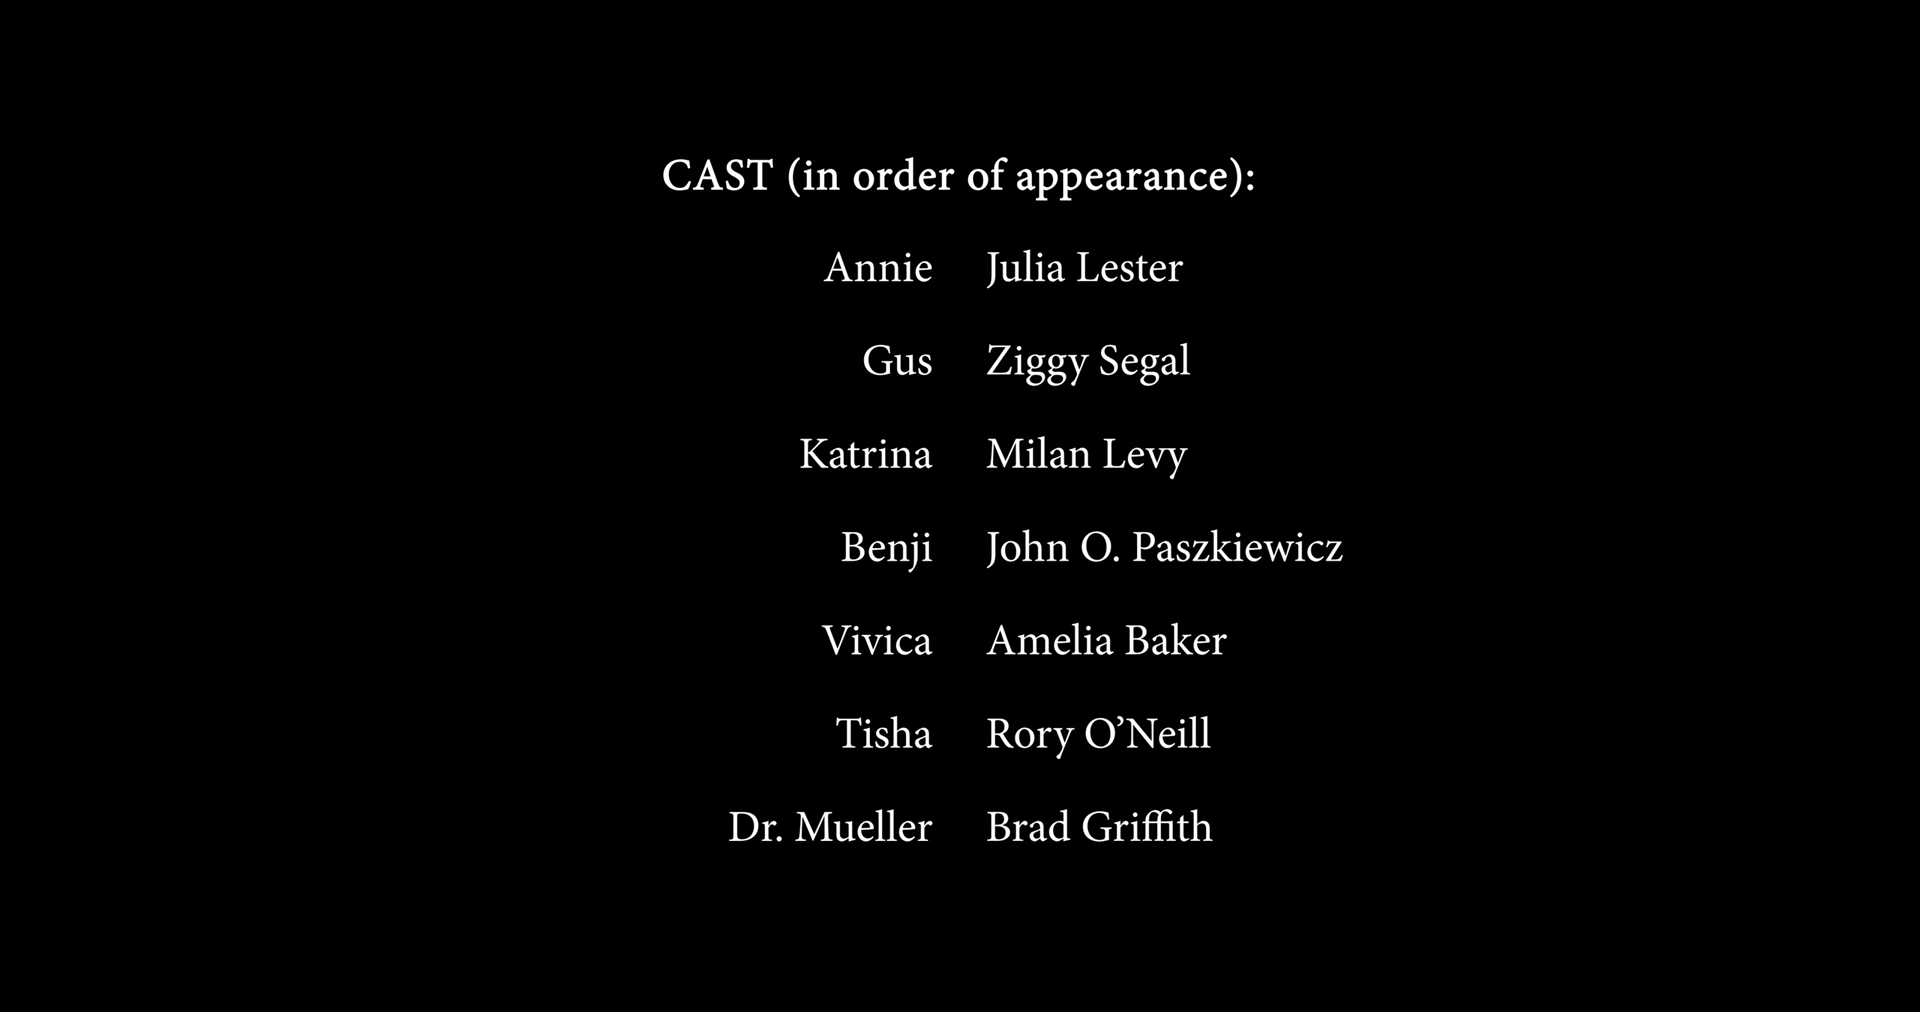 CAST (in order of appearance):
Annie Julia Lester
Gus Ziggy Segal
Katrina Milan Levy
Benji John O. Paszkiewicz
Vivica Amelia Baker
Tisha Rory O’Neill
Dr. Mueller Brad Griffith